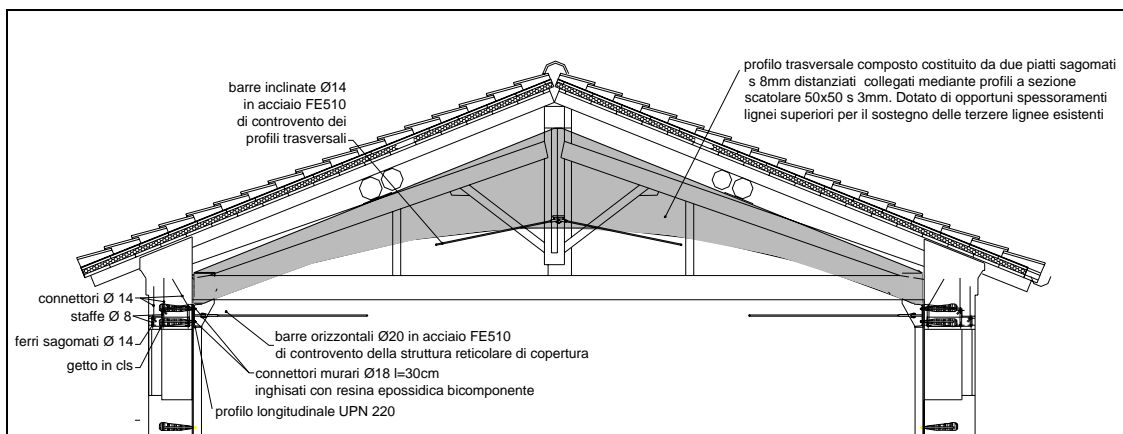 barre inclinate Ø14
in acciaio FE510
di controvento dei
profili trasversali
profilo trasversale composto costituito da due piatti sagomati
s 8mm distanziati collegati mediante profili a sezione
scatolare 50x50 s 3mm. Dotato di opportuni spessoramenti
lignei superiori per il sostegno delle terzere lignee esistenti
connettori Ø 14
staffe Ø 8
ferri sagomati Ø 14
getto in cls
barre orizzontali Ø20 in acciaio FE510
di controvento della struttura reticolare di copertura
connettori murari Ø18 l=30cm
inghisati con resina epossidica bicomponente
profilo longitudinale UPN 220